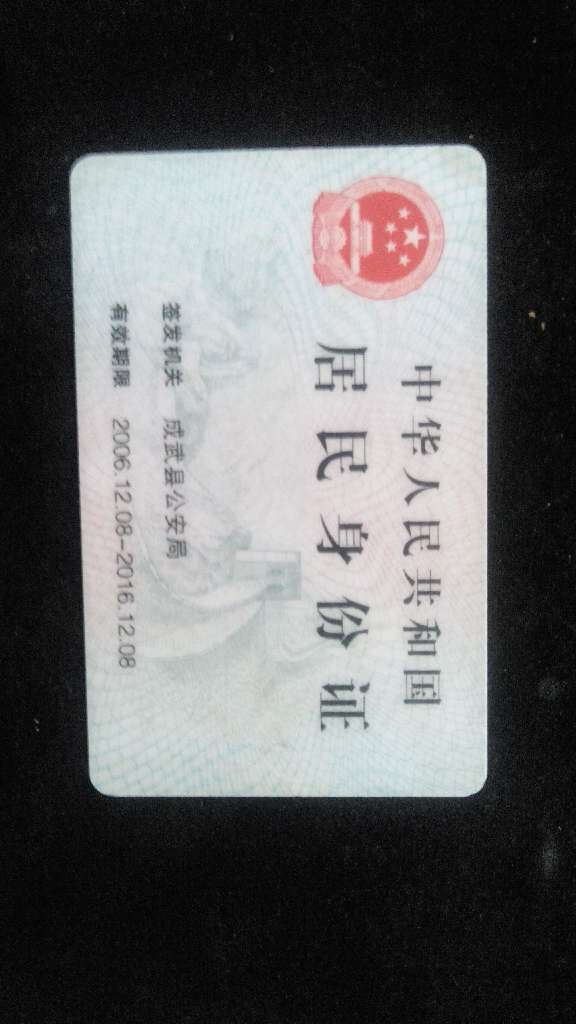 中华人民共和国
居民身份证
签发机关 成武县公安局
有效期限 2006.12.08-2016.12.08